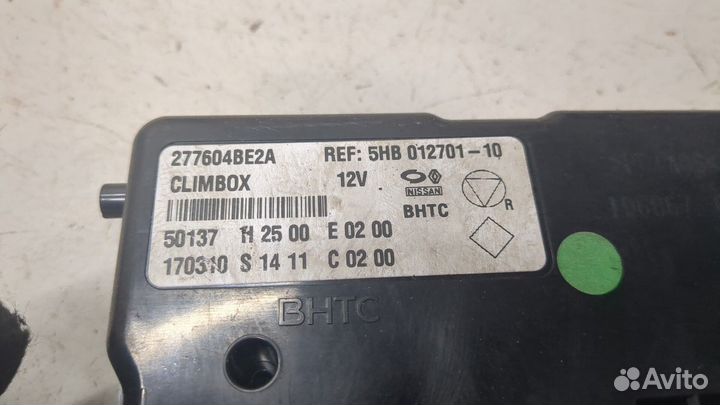 277604BE2A REF: 5HB 012701-10
CLIMBOX 12V NISSAN
BHTC R
50137 H 25 00 E 02 00
170310 S 14 11 C 02 00
BHTC
Avito